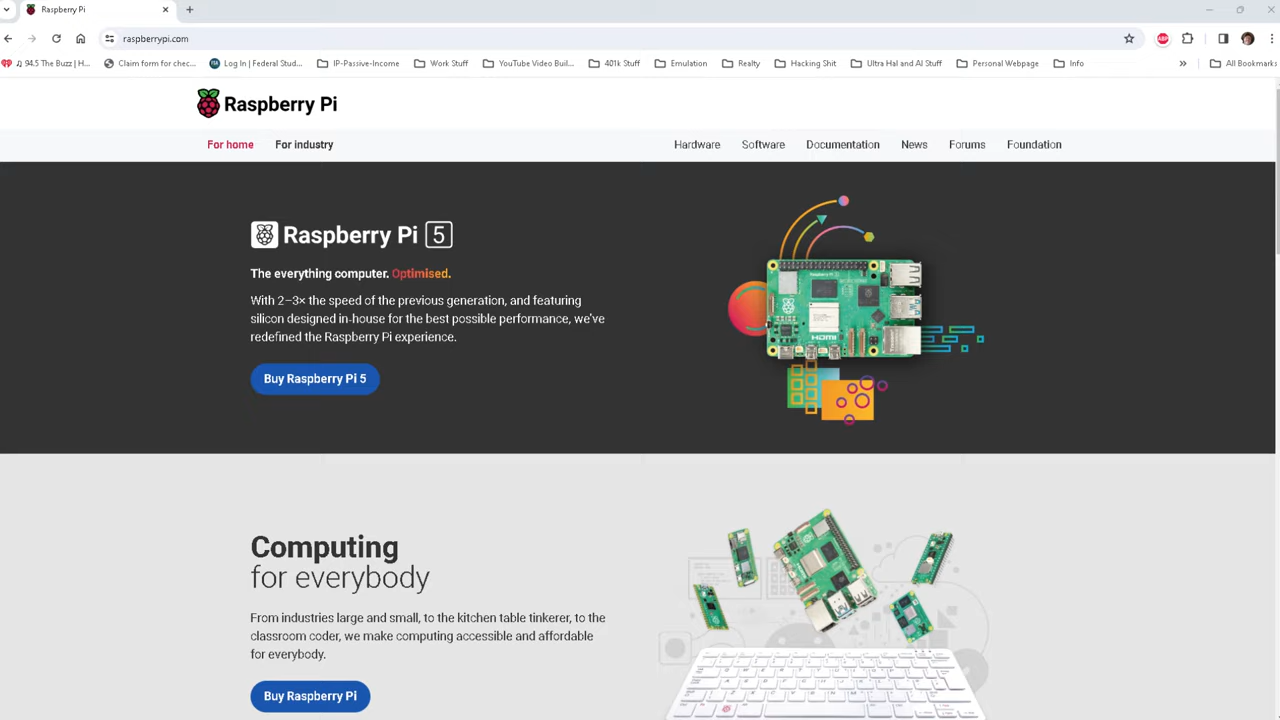 Raspberry Pi
raspberrypi.com
94.5 The Buzz | H...
Claim form for chec...
Log In | Federal Stud...
IP-Passive-Income
Work Stuff
YouTube Video Buil...
401k Stuff
Emulation
Realty
Hacking Shit
Ultra Hal and AI Stuff
Personal Webpage
Info
»
All Bookmarks
Raspberry Pi
For home
For industry
Hardware
Software
Documentation
News
Forums
Foundation
Raspberry Pi 5
The everything computer. Optimised.
With 2–3× the speed of the previous generation, and featuring
silicon designed in-house for the best possible performance, we've
redefined the Raspberry Pi experience.
Buy Raspberry Pi 5
HDMI
Computing
for everybody
From industries large and small, to the kitchen table tinkerer, to the
classroom coder, we make computing accessible and affordable
for everybody.
Buy Raspberry Pi